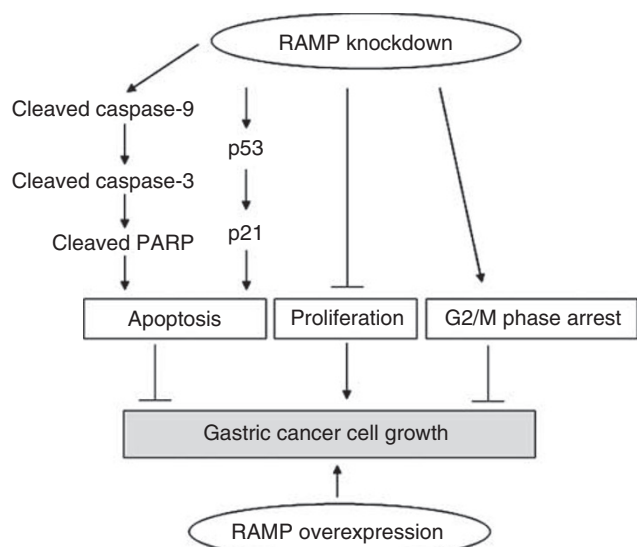 RAMP knockdown
Cleaved caspase-9
p53
Cleaved caspase-3
p21
Cleaved PARP
Apoptosis
Proliferation
G2/M phase arrest
Gastric cancer cell growth
RAMP overexpression